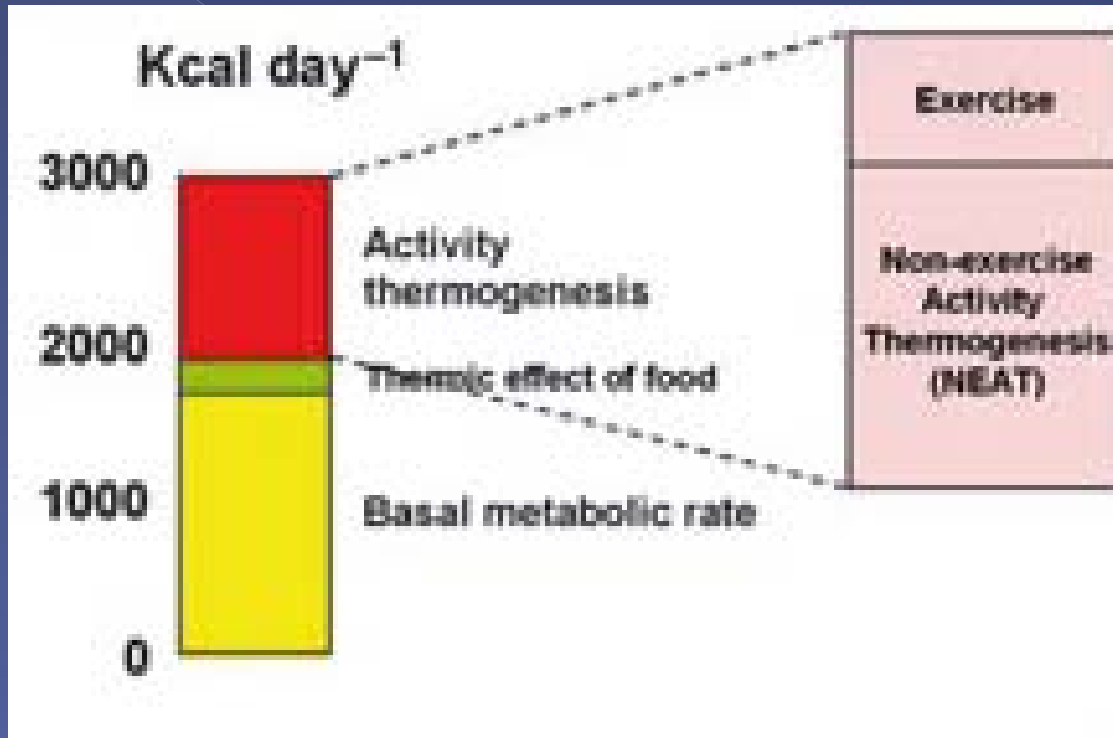 Kcal day⁻¹
3000
2000
1000
0
Activity
thermogenesis
Thermic effect of food
Basal metabolic rate
Exercise
Non-exercise
Activity
Thermogenesis
(NEAT)